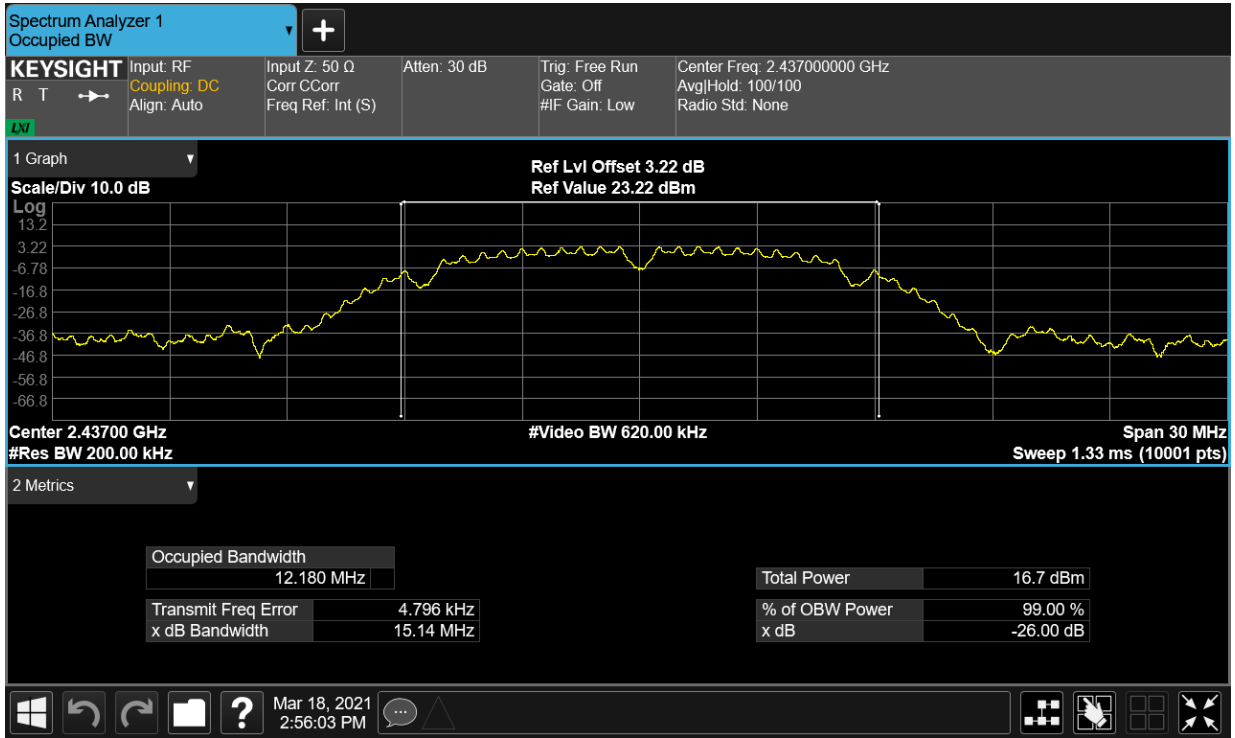 Spectrum Analyzer 1
Occupied BW
KEYSIGHT
R T
LXI
Input: RF
Coupling: DC
Align: Auto
Input Z: 50 Ω
Corr CCorr
Freq Ref: Int (S)
Atten: 30 dB
Trig: Free Run
Gate: Off
#IF Gain: Low
Center Freq: 2.437000000 GHz
Avg|Hold: 100/100
Radio Std: None
1 Graph
Scale/Div 10.0 dB
Ref Lvl Offset 3.22 dB
Ref Value 23.22 dBm
Log
13.2
3.22
-6.78
-16.8
-26.8
-36.8
-46.8
-56.8
-66.8
Center 2.43700 GHz
#Video BW 620.00 kHz
Span 30 MHz
#Res BW 200.00 kHz
Sweep 1.33 ms (10001 pts)
2 Metrics
Occupied Bandwidth
12.180 MHz
Total Power 16.7 dBm
Transmit Freq Error 4.796 kHz
% of OBW Power 99.00 %
x dB Bandwidth 15.14 MHz
x dB -26.00 dB
?
Mar 18, 2021
2:56:03 PM